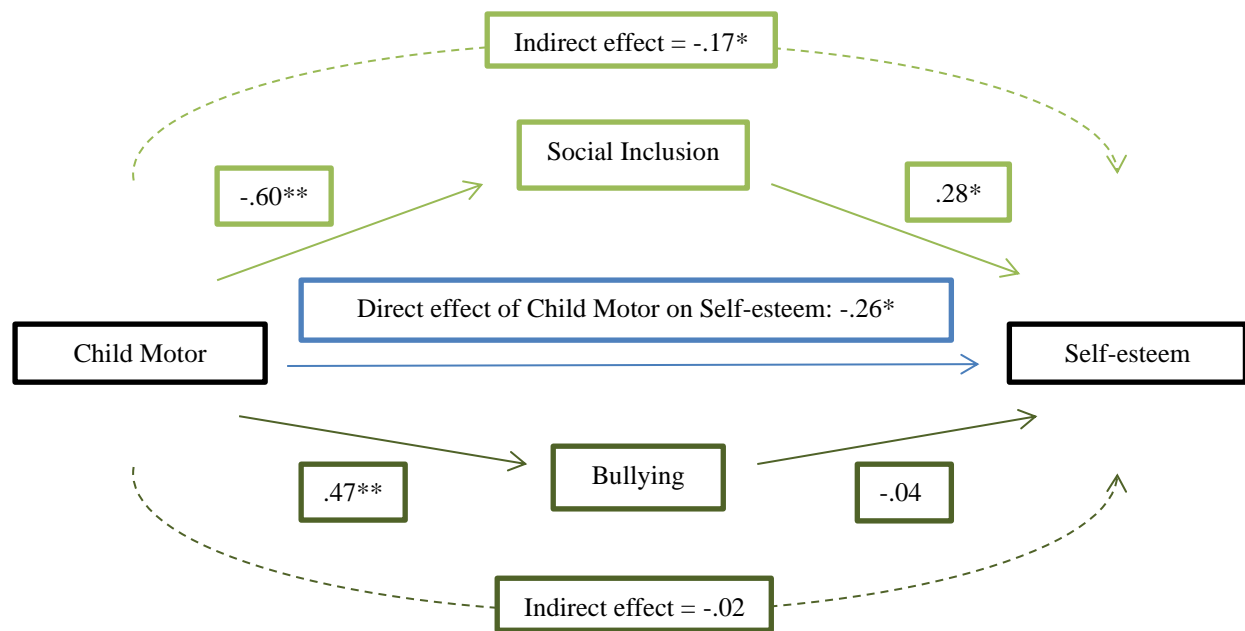 Indirect effect = -.17*
Social Inclusion
-.60**
.28*
Direct effect of Child Motor on Self-esteem: -.26*
Child Motor
Self-esteem
Bullying
.47**
-.04
Indirect effect = -.02